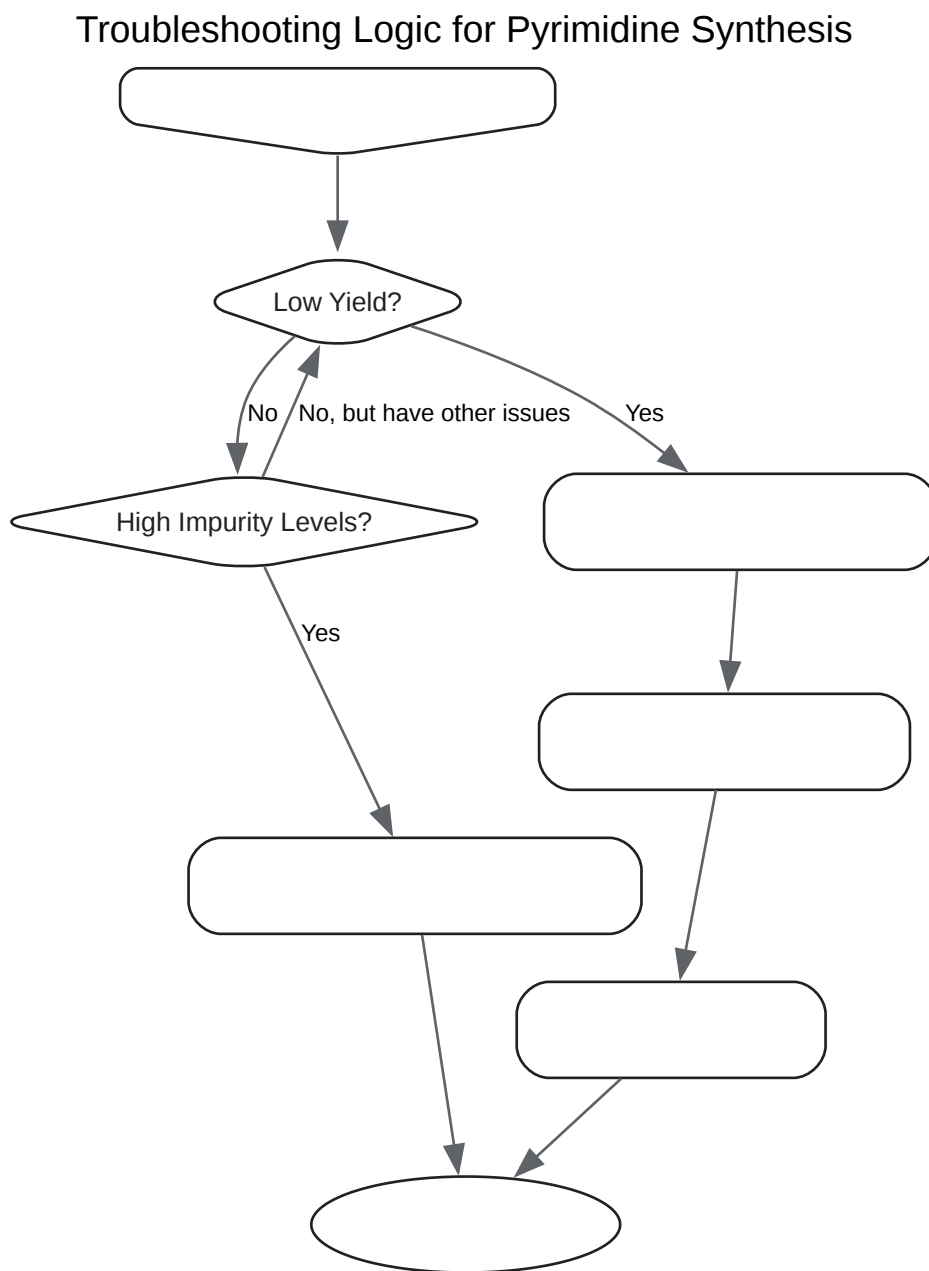 Troubleshooting Logic for Pyrimidine Synthesis
Low Yield?
No
No, but have other issues
Yes
High Impurity Levels?
Yes